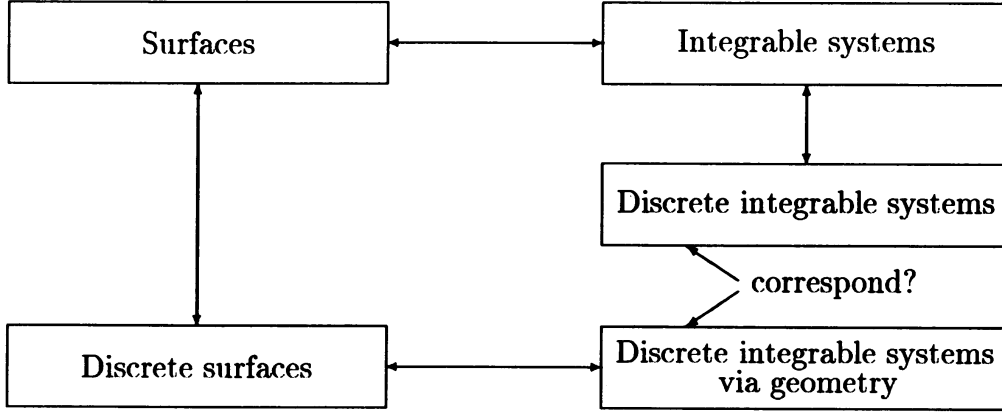 Surfaces
Integrable systems
Discrete integrable systems
correspond?
Discrete surfaces
Discrete integrable systems
via geometry